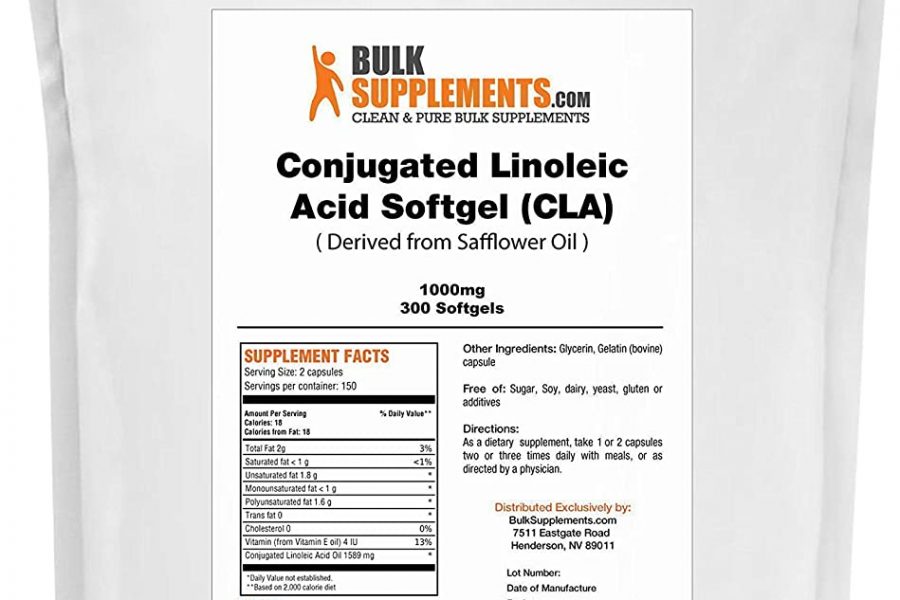 BULK
SUPPLEMENTS.COM
CLEAN & PURE BULK SUPPLEMENTS
Conjugated Linoleic
Acid Softgel (CLA)
( Derived from Safflower Oil )
1000mg
300 Softgels
SUPPLEMENT FACTS
Serving Size: 2 capsules
Servings per container: 150
Amount Per Serving % Daily Value**
Calories: 18
Calories from Fat: 18
Total Fat 2g 3%
Saturated fat < 1 g <1%
Unsaturated fat 1.8 g *
Monounsaturated fat < 1 g *
Polyunsaturated fat 1.6 g *
Trans fat 0 *
Cholesterol 0 0%
Vitamin (from Vitamin E oil) 4 IU 13%
Conjugated Linoleic Acid Oil 1589 mg *
*Daily Value not established.
**Based on 2,000 calorie diet
Other Ingredients: Glycerin, Gelatin (bovine)
capsule
Free of: Sugar, Soy, dairy, yeast, gluten or
additives
Directions:
As a dietary supplement, take 1 or 2 capsules
two or three times daily with meals, or as
directed by a physician.
Distributed Exclusively by:
BulkSupplements.com
7511 Eastgate Road
Henderson, NV 89011
Lot Number:
Date of Manufacture